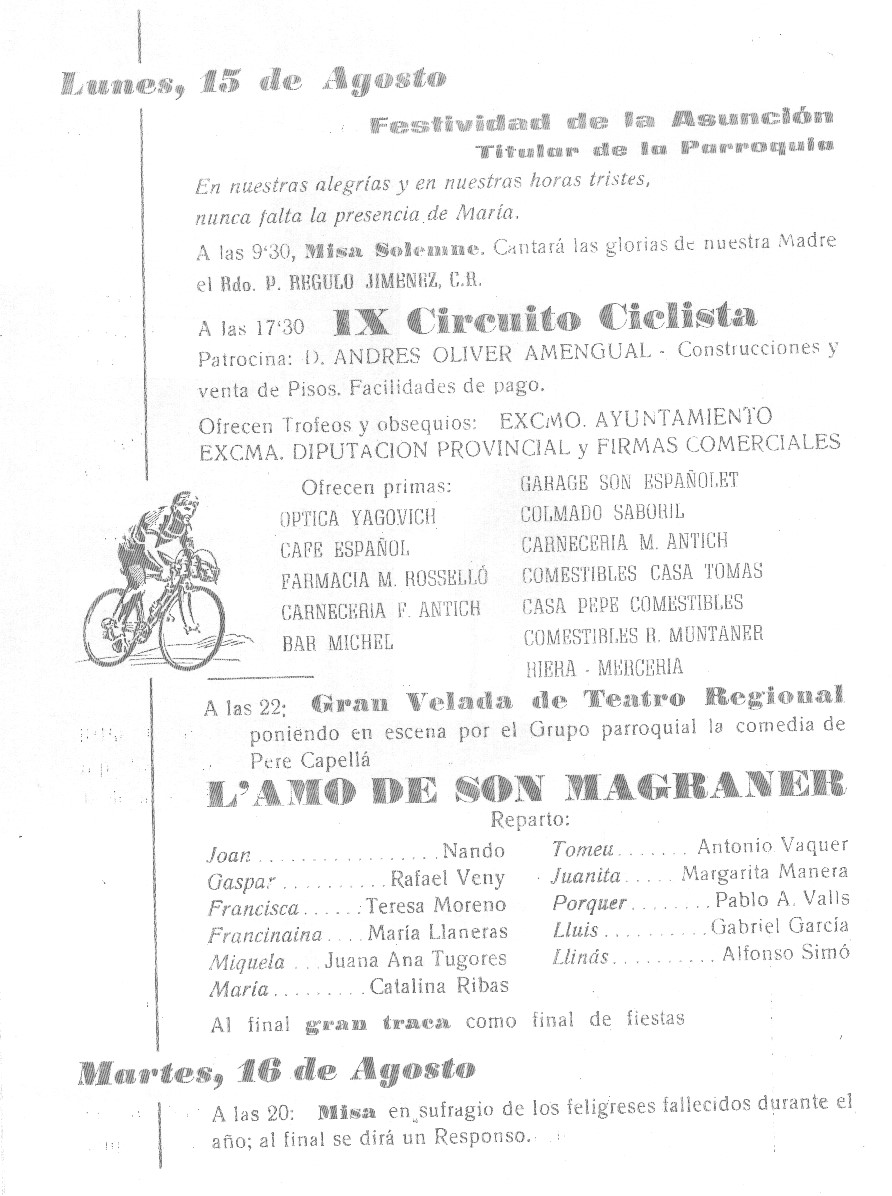 Lunes, 15 de Agosto
Festividad de la Asunción
Titular de la Parroquia
En nuestras alegrías y en nuestras horas tristes,
nunca falta la presencia de María.
A las 9'30, Misa Solemne. Cantará las glorias de nuestra Madre
el Rdo. P. REGULO JIMENEZ, C.R.
A las 17'30 IX Circuito Ciclista
Patrocina: D. ANDRES OLIVER AMENGUAL - Construcciones y
venta de Pisos. Facilidades de pago.
Ofrecen Trofeos y obsequios: EXCMO. AYUNTAMIENTO
EXCMA. DIPUTACION PROVINCIAL y FIRMAS COMERCIALES
Ofrecen primas:
OPTICA YAGOVICH
CAFE ESPAÑOL
FARMACIA M. ROSSELLÓ
CARNECERIA F. ANTICH
BAR MICHEL
GARAGE SON ESPAÑOLET
COLMADO SABORIL
CARNECERIA M. ANTICH
COMESTIBLES CASA TOMAS
CASA PEPE COMESTIBLES
COMESTIBLES R. MUNTANER
RIERA - MERCERIA
A las 22: Gran Velada de Teatro Regional
poniendo en escena por el Grupo parroquial la comedia de
Pere Capellá
L'AMO DE SON MAGRANER
Reparto:
Joan.................Nando
Gaspar..........Rafael Veny
Francisca......Teresa Moreno
Francinaina....María Llaneras
Miquela...Juana Ana Tugores
María.........Catalina Ribas
Tomeu.......Antonio Vaquer
Juanita.....Margarita Manera
Porquer........Pablo A. Valls
Lluis..........Gabriel García
Llinás..........Alfonso Simó
Al final gran traca como final de fiestas
Martes, 16 de Agosto
A las 20: Misa en sufragio de los feligreses fallecidos durante el
año; al final se dirá un Responso.